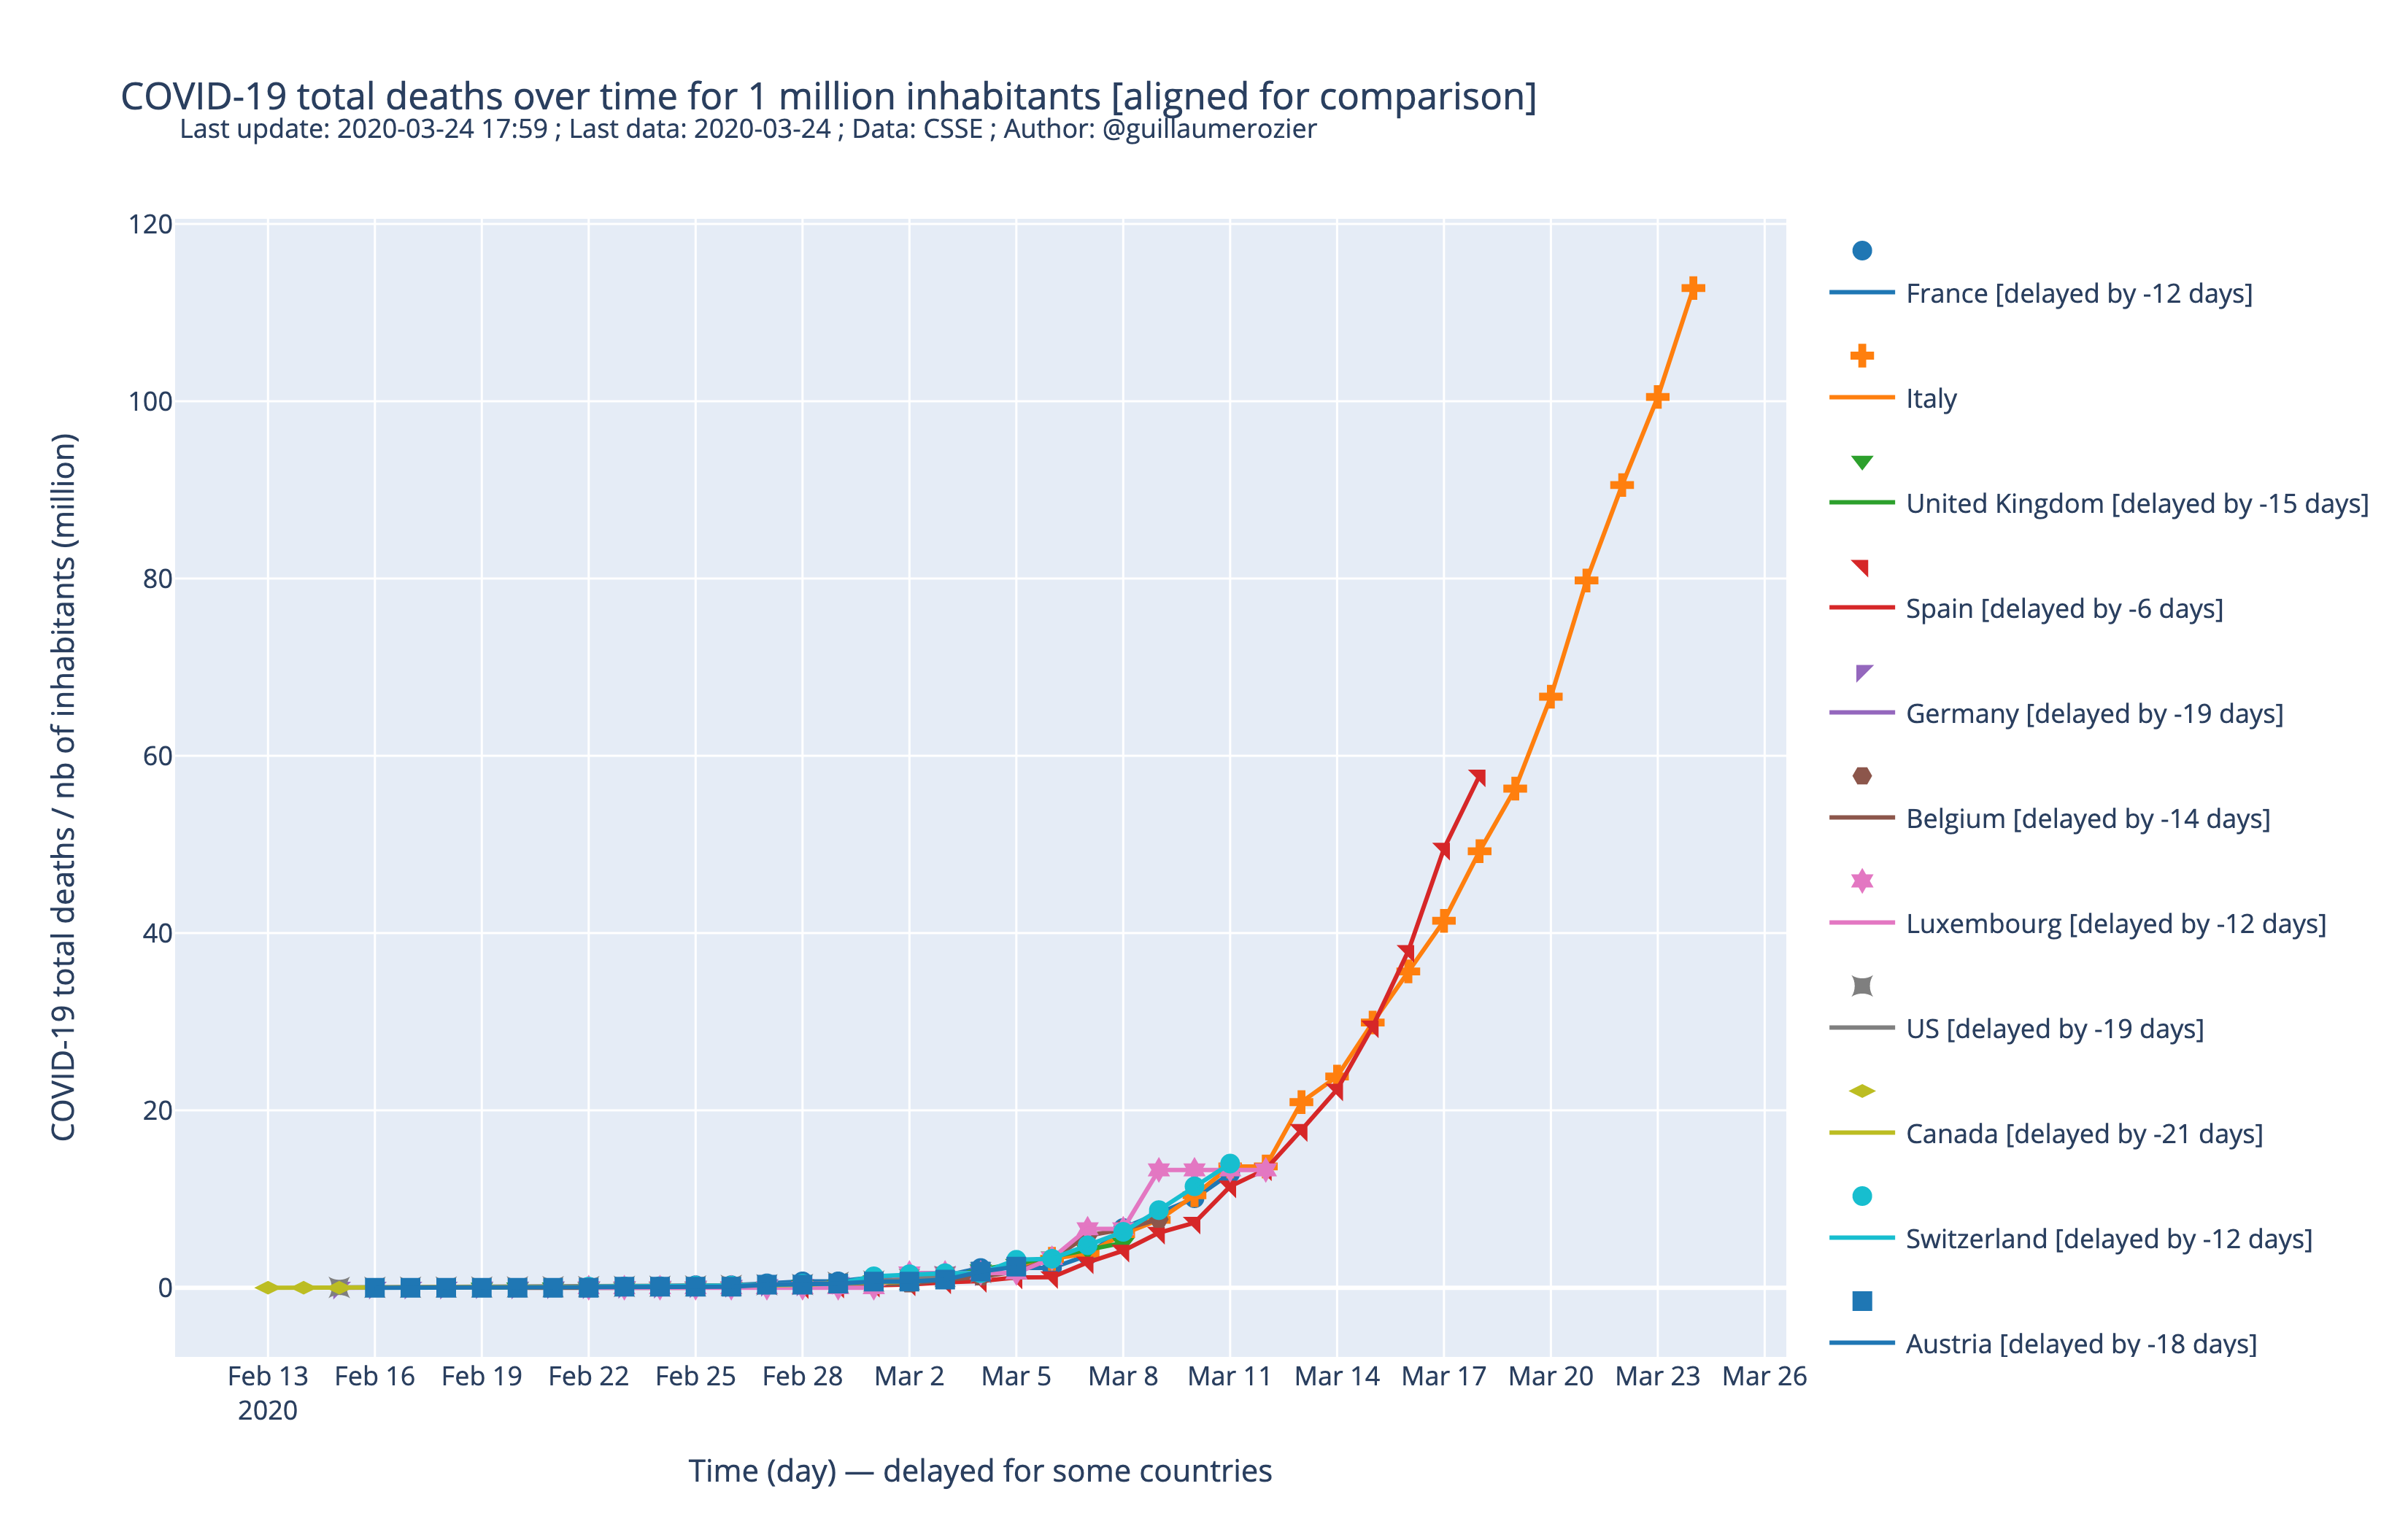 COVID-19 total deaths over time for 1 million inhabitants [aligned for comparison]
Last update: 2020-03-24 17:59 ; Last data: 2020-03-24 ; Data: CSSE ; Author: @guillaumerozier
COVID-19 total deaths / nb of inhabitants (million)
120
100
80
60
40
20
0
Feb 13
2020
Feb 16
Feb 19
Feb 22
Feb 25
Feb 28
Mar 2
Mar 5
Mar 8
Mar 11
Mar 14
Mar 17
Mar 20
Mar 23
Mar 26
Time (day) — delayed for some countries
France [delayed by -12 days]
Italy
United Kingdom [delayed by -15 days]
Spain [delayed by -6 days]
Germany [delayed by -19 days]
Belgium [delayed by -14 days]
Luxembourg [delayed by -12 days]
US [delayed by -19 days]
Canada [delayed by -21 days]
Switzerland [delayed by -12 days]
Austria [delayed by -18 days]